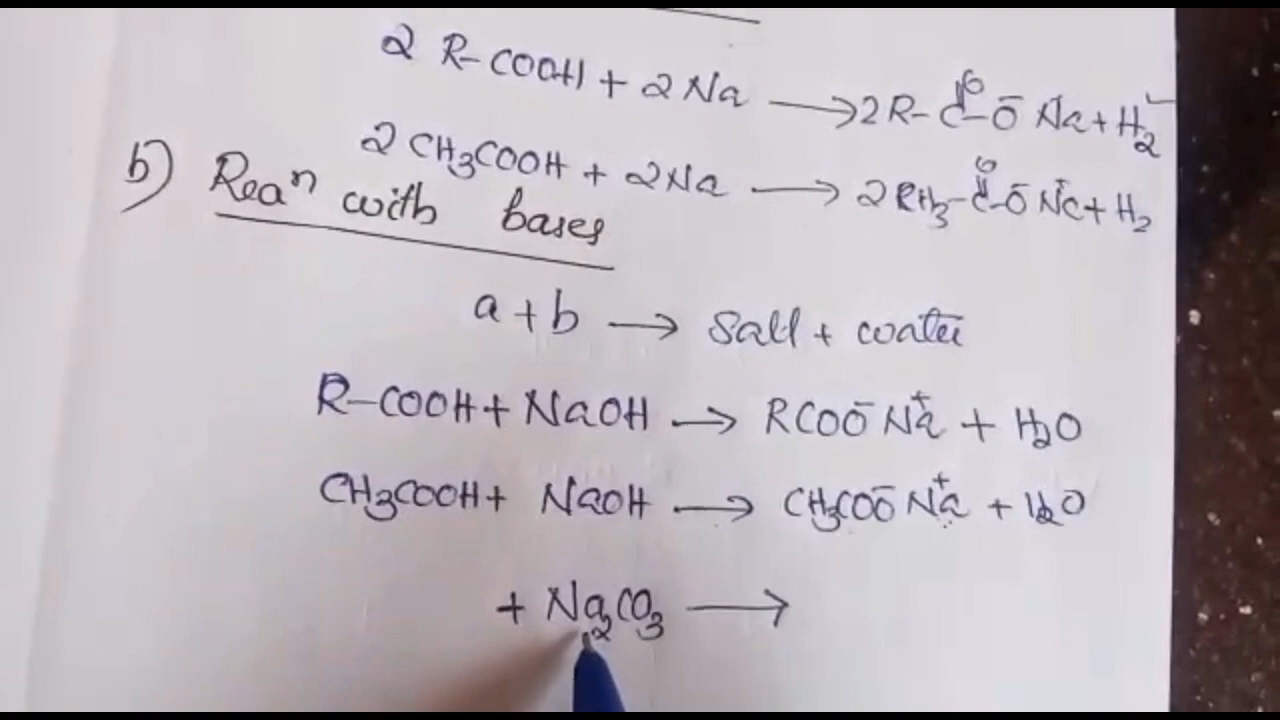 2 R-COOH + 2Na → 2R-C(=O)-O⁻ Na + H₂
2 CH₃COOH + 2Na → 2CH₃-C(=O)-O⁻ Na⁺ + H₂
b) Reaⁿ with bases
a + b → Salt + water
R-COOH + NaOH → RCOO⁻ Na⁺ + H₂O
CH₃COOH + NaOH → CH₃COO⁻ Na⁺ + H₂O
+ Na₂CO₃ →